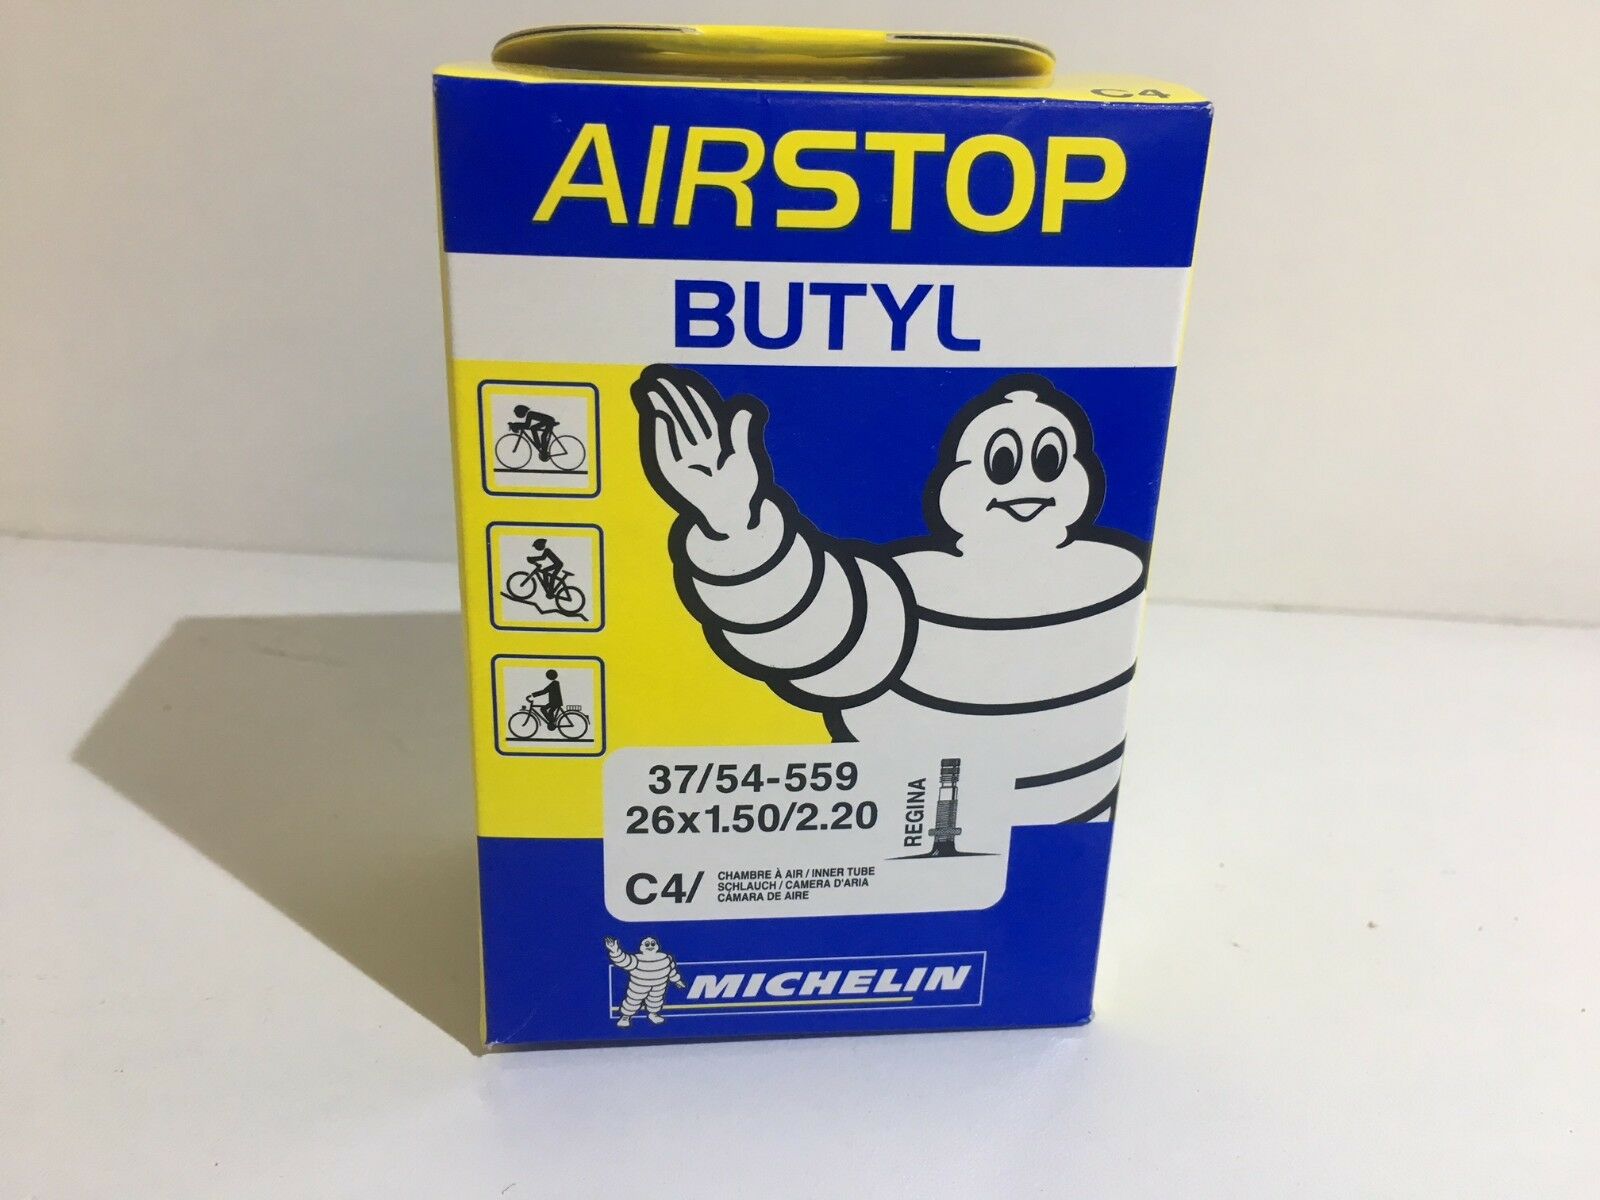 C4
AIRSTOP
BUTYL
37/54-559
26x1.50/2.20
REGINA
C4/
CHAMBRE À AIR / INNER TUBE
SCHLAUCH / CAMERA D'ARIA
CÁMARA DE AIRE
MICHELIN